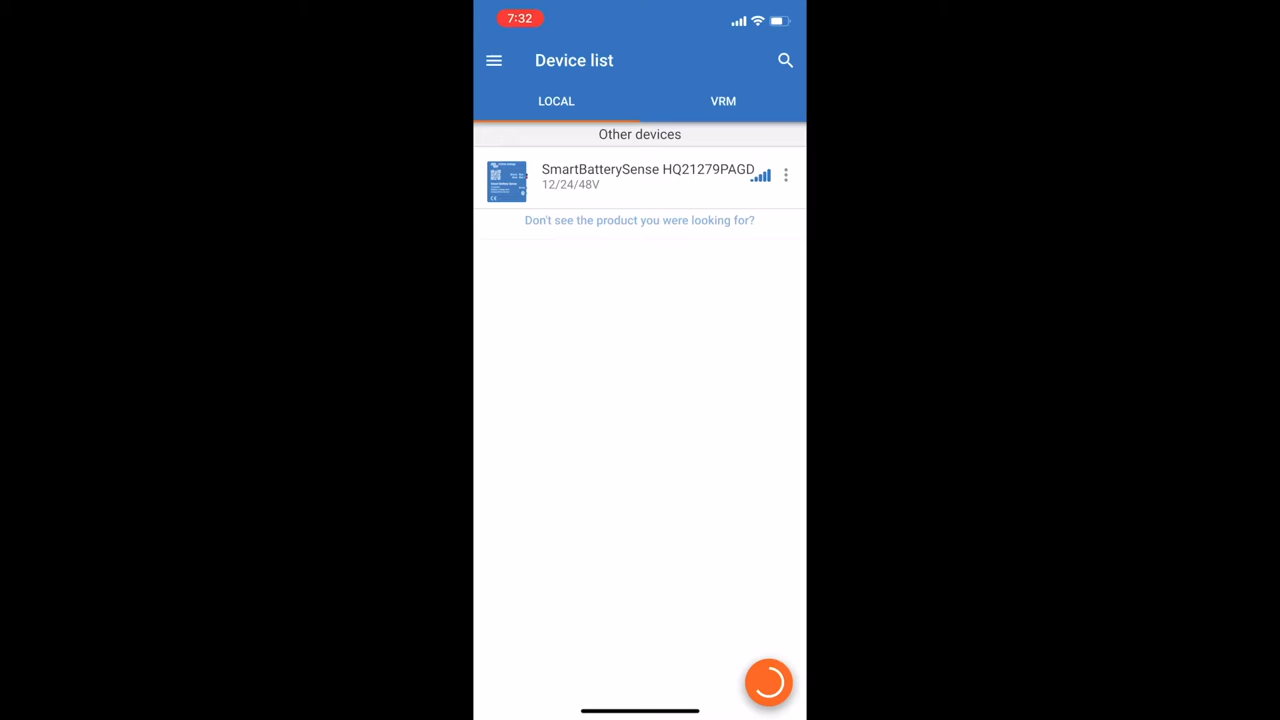 7:32
Device list
LOCAL
VRM
Other devices
SmartBatterySense HQ21279PAGD
12/24/48V
Don't see the product you were looking for?